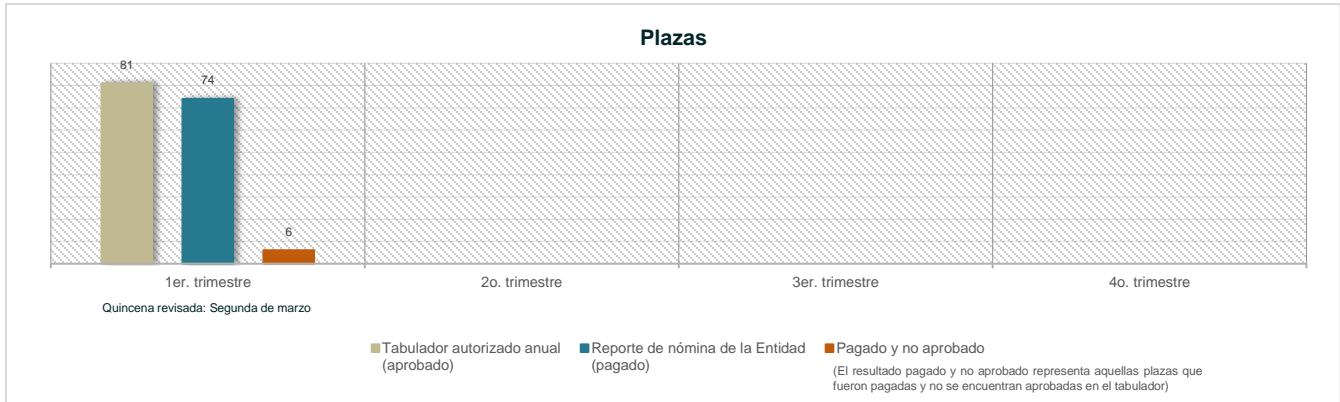 Plazas
81
74
6
1er. trimestre
2o. trimestre
3er. trimestre
4o. trimestre
Quincena revisada: Segunda de marzo
Tabulador autorizado anual
(aprobado)
Reporte de nómina de la Entidad
(pagado)
Pagado y no aprobado
(El resultado pagado y no aprobado representa aquellas plazas que
fueron pagadas y no se encuentran aprobadas en el tabulador)